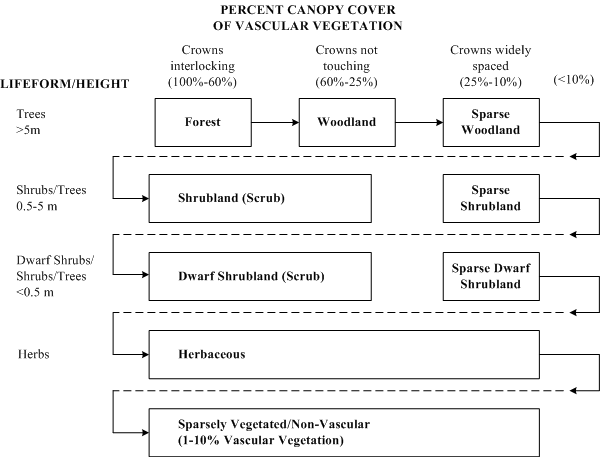 PERCENT CANOPY COVER
OF VASCULAR VEGETATION
Crowns
interlocking
(100%-60%)
Crowns not
touching
(60%-25%)
Crowns widely
spaced
(25%-10%)
(<10%)
LIFEFORM/HEIGHT
Trees
>5m
Forest
Woodland
Sparse
Woodland
Shrubs/Trees
0.5-5 m
Shrubland (Scrub)
Sparse
Shrubland
Dwarf Shrubs/
Shrubs/Trees
<0.5 m
Dwarf Shrubland (Scrub)
Sparse Dwarf
Shrubland
Herbs
Herbaceous
Sparsely Vegetated/Non-Vascular
(1-10% Vascular Vegetation)